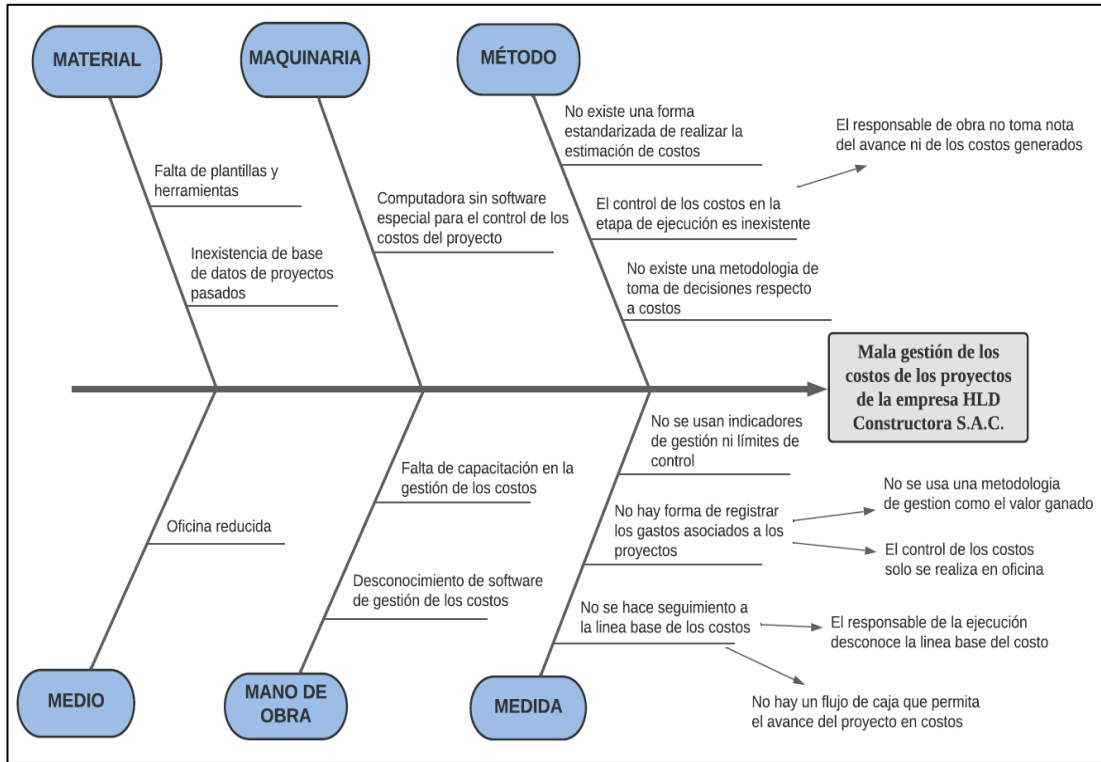 MATERIAL
MAQUINARIA
MÉTODO
No existe una forma
estandarizada de realizar la
estimación de costos
El responsable de obra no toma nota
del avance ni de los costos generados
Falta de plantillas y
herramientas
Computadora sin software
especial para el control de los
costos del proyecto
El control de los costos en la
etapa de ejecución es inexistente
Inexistencia de base
de datos de proyectos
pasados
No existe una metodologia de
toma de decisiones respecto
a costos
Mala gestión de los
costos de los proyectos
de la empresa HLD
Constructora S.A.C.
No se usan indicadores
de gestión ni límites de
control
Falta de capacitación en la
gestión de los costos
No se usa una metodologia
de gestion como el valor ganado
No hay forma de registrar
los gastos asociados a los
proyectos
Oficina reducida
El control de los costos
solo se realiza en oficina
Desconocimiento de software
de gestión de los costos
No se hace seguimiento a
la linea base de los costos
El responsable de la ejecución
desconoce la linea base del costo
No hay un flujo de caja que permita
el avance del proyecto en costos
MEDIO
MANO DE
OBRA
MEDIDA